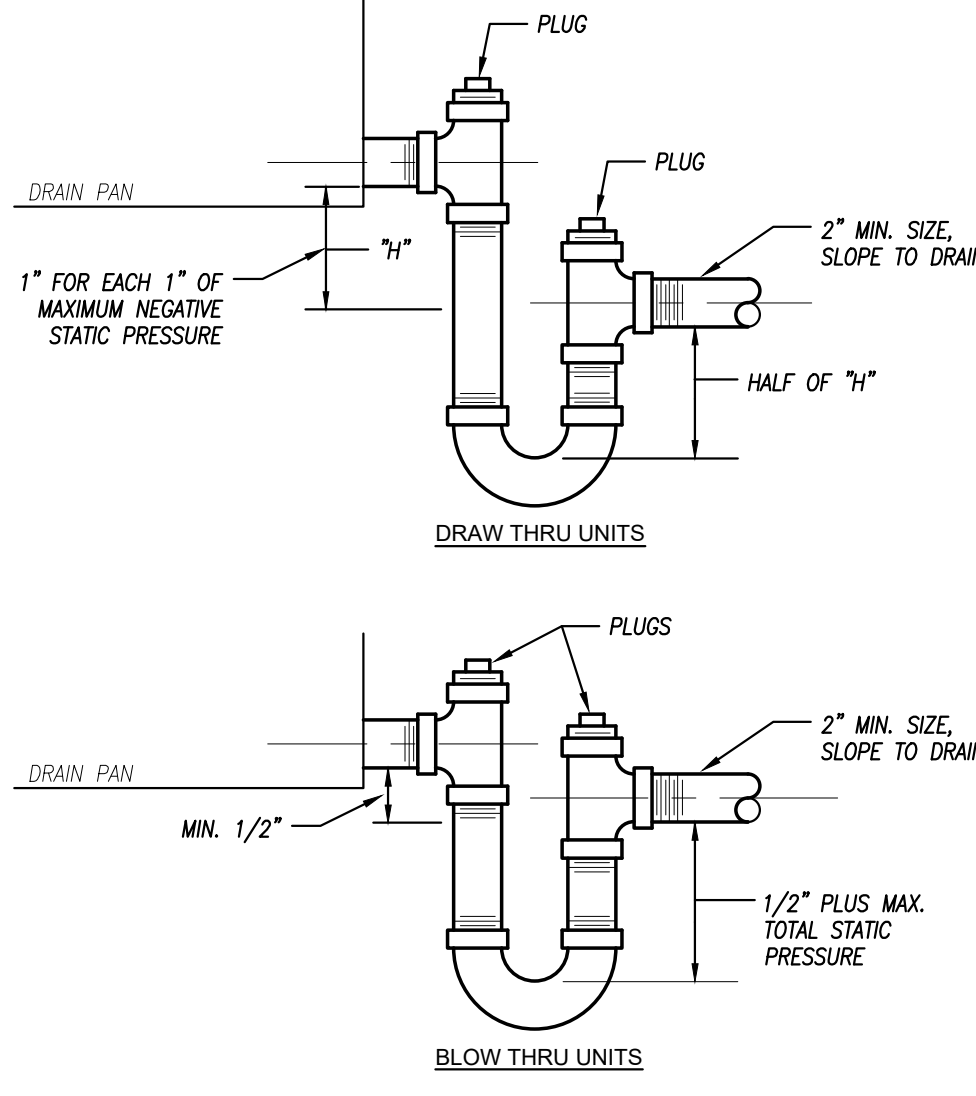 PLUG
PLUG
DRAIN PAN
"H"
2" MIN. SIZE,
SLOPE TO DRAIN
1" FOR EACH 1" OF
MAXIMUM NEGATIVE
STATIC PRESSURE
HALF OF "H"
DRAW THRU UNITS
PLUGS
2" MIN. SIZE,
SLOPE TO DRAIN
DRAIN PAN
MIN. 1/2"
1/2" PLUS MAX.
TOTAL STATIC
PRESSURE
BLOW THRU UNITS